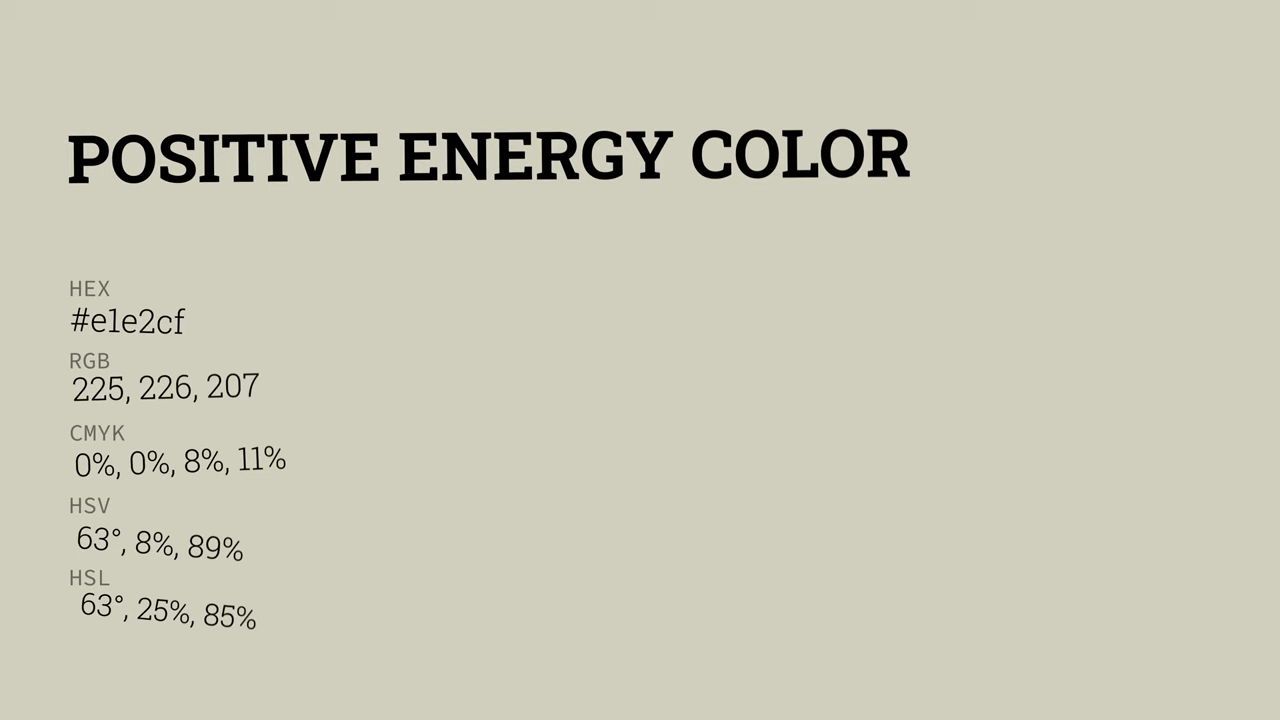 POSITIVE ENERGY COLOR
HEX
#e1e2cf
RGB
225, 226, 207
CMYK
0%, 0%, 8%, 11%
HSV
63°, 8%, 89%
HSL
63°, 25%, 85%